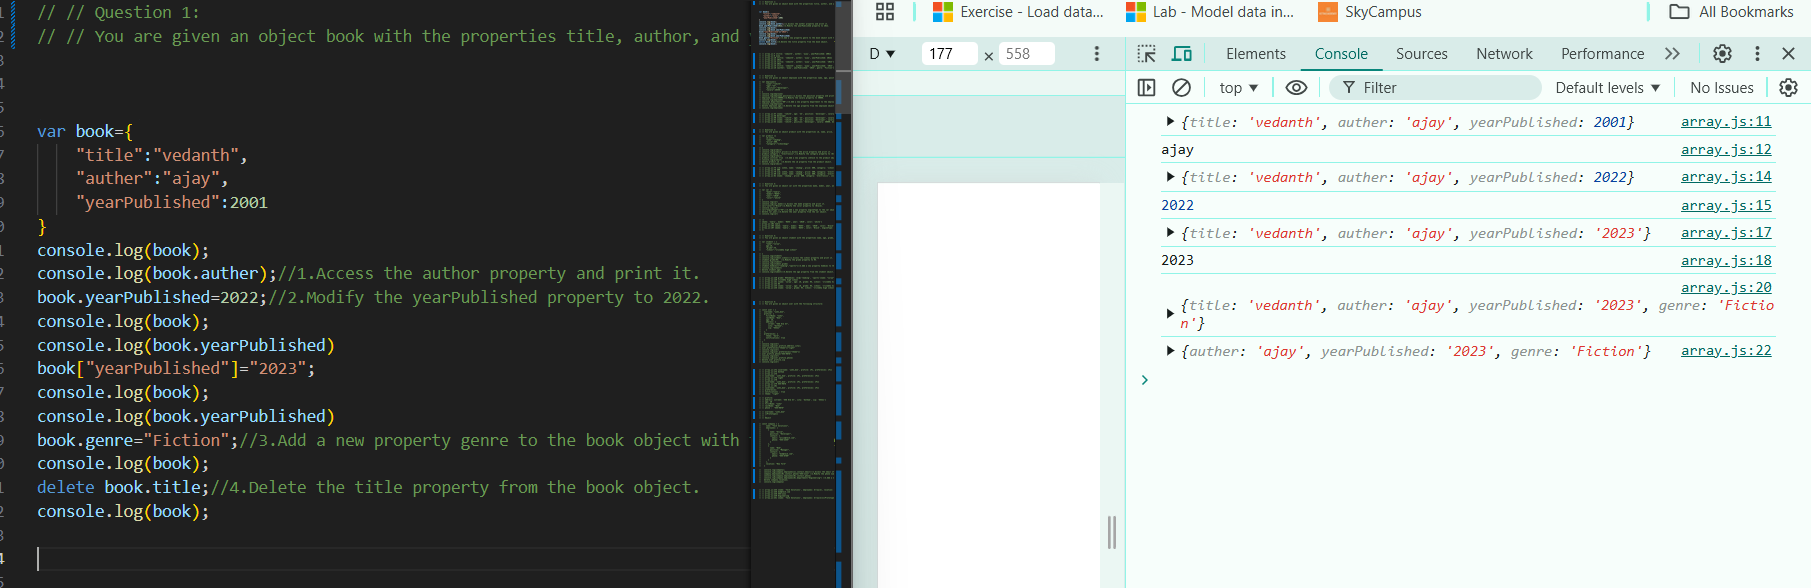 // // Question 1:
// // You are given an object book with the properties title, author, and
var book={
"title":"vedanth",
"auther":"ajay",
"yearPublished":2001
}
console.log(book);
console.log(book.auther);//1.Access the author property and print it.
book.yearPublished=2022;//2.Modify the yearPublished property to 2022.
console.log(book);
console.log(book.yearPublished)
book["yearPublished"]="2023";
console.log(book);
console.log(book.yearPublished)
book.genre="Fiction";//3.Add a new property genre to the book object with
console.log(book);
delete book.title;//4.Delete the title property from the book object.
console.log(book);
Exercise - Load data...
Lab - Model data in...
SkyCampus
All Bookmarks
D ▼ 177 × 558
Elements Console Sources Network Performance
top ▼ Filter Default levels ▼ No Issues
▶ {title: 'vedanth', auther: 'ajay', yearPublished: 2001} array.js:11
ajay array.js:12
▶ {title: 'vedanth', auther: 'ajay', yearPublished: 2022} array.js:14
2022 array.js:15
▶ {title: 'vedanth', auther: 'ajay', yearPublished: '2023'} array.js:17
2023 array.js:18
array.js:20
▶ {title: 'vedanth', auther: 'ajay', yearPublished: '2023', genre: 'Fictio
n'}
▶ {auther: 'ajay', yearPublished: '2023', genre: 'Fiction'} array.js:22